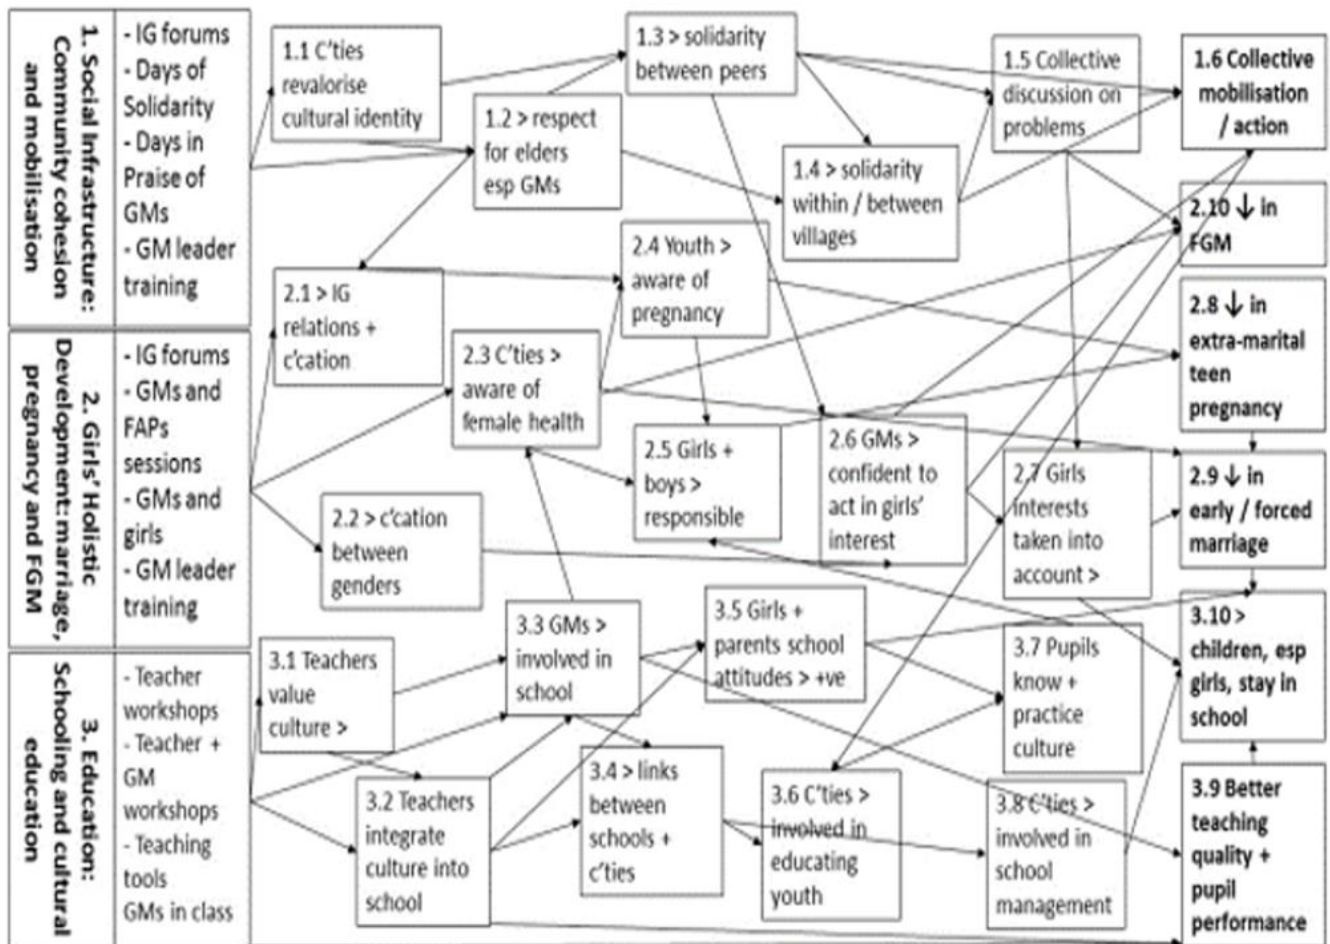 1. Social Infrastructure:
Community cohesion
and mobilisation
- IG forums
- Days of
Solidarity
- Days in
Praise of
GMs
- GM leader
training
1.1 C'ties
revalorise
cultural identity
1.2 > respect
for elders
esp GMs
1.3 > solidarity
between peers
1.4 > solidarity
within / between
villages
1.5 Collective
discussion on
problems
1.6 Collective
mobilisation
/ action
2. Girls' Holistic
Development: marriage,
pregnancy and FGM
- IG forums
- GMs and
FAPs
sessions
- GMs and
girls
- GM leader
training
2.1 > IG
relations +
c'cation
2.2 > c'cation
between
genders
2.3 C'ties >
aware of
female health
2.4 Youth >
aware of
pregnancy
2.5 Girls +
boys >
responsible
2.6 GMs >
confident to
act in girls'
interest
2.7 Girls
interests
taken into
account >
2.10 ↓ in
FGM
2.8 ↓ in
extra-marital
teen
pregnancy
2.9 ↓ in
early / forced
marriage
3. Education:
Schooling and cultural
education
- Teacher
workshops
- Teacher +
GM
workshops
- Teaching
tools
GMs in class
3.1 Teachers
value
culture >
3.2 Teachers
integrate
culture into
school
3.3 GMs >
involved in
school
3.4 > links
between
schools +
c'ties
3.5 Girls +
parents school
attitudes > +ve
3.6 C'ties >
involved in
educating
youth
3.7 Pupils
know +
practice
culture
3.8 C'ties >
involved in
school
management
3.10 >
children, esp
girls, stay in
school
3.9 Better
teaching
quality +
pupil
performance